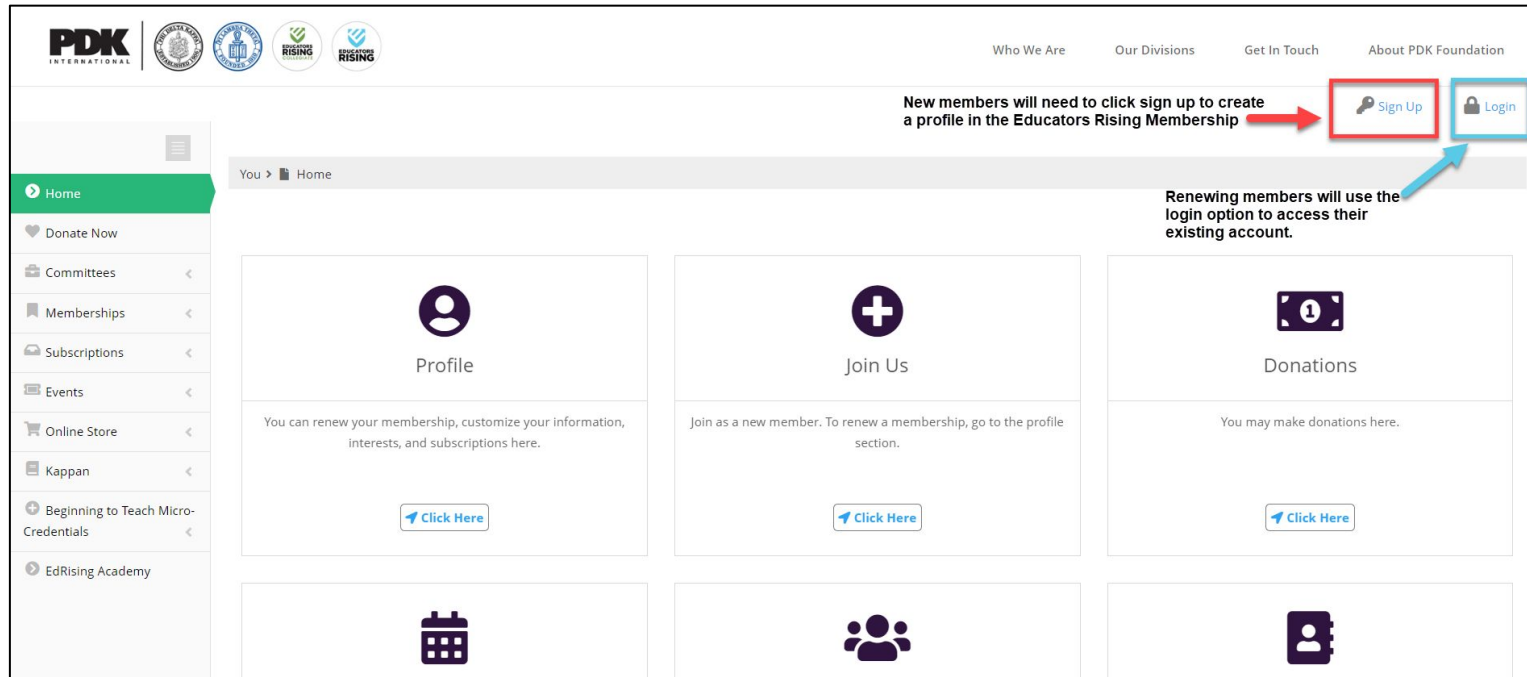 PDK
INTERNATIONAL
EDUCATORS
RISING
COLLEGIATE
EDUCATORS
RISING
Who We Are
Our Divisions
Get In Touch
About PDK Foundation
New members will need to click sign up to create
a profile in the Educators Rising Membership
Sign Up
Login
You > Home
Renewing members will use the
login option to access their
existing account.
Home
Donate Now
Committees
Memberships
Subscriptions
Events
Online Store
Kappan
Beginning to Teach Micro-
Credentials
EdRising Academy
Profile
You can renew your membership, customize your information,
interests, and subscriptions here.
Click Here
Join Us
Join as a new member. To renew a membership, go to the profile
section.
Click Here
1
Donations
You may make donations here.
Click Here